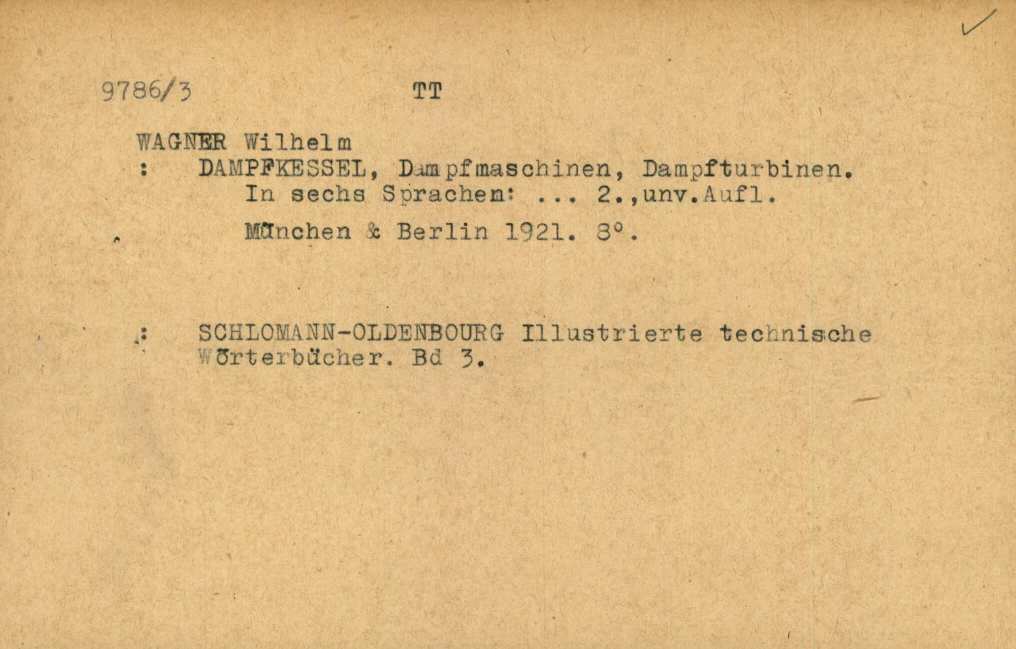 9786/3 TT
WAGNER Wilhelm
: DAMPFKESSEL, Dampfmaschinen, Dampfturbinen.
In sechs Sprachen: ... 2.,unv.Aufl.
München & Berlin 1921. 8°.
: SCHLOMANN-OLDENBOURG Illustrierte technische
Wörterbücher. Bd 3.